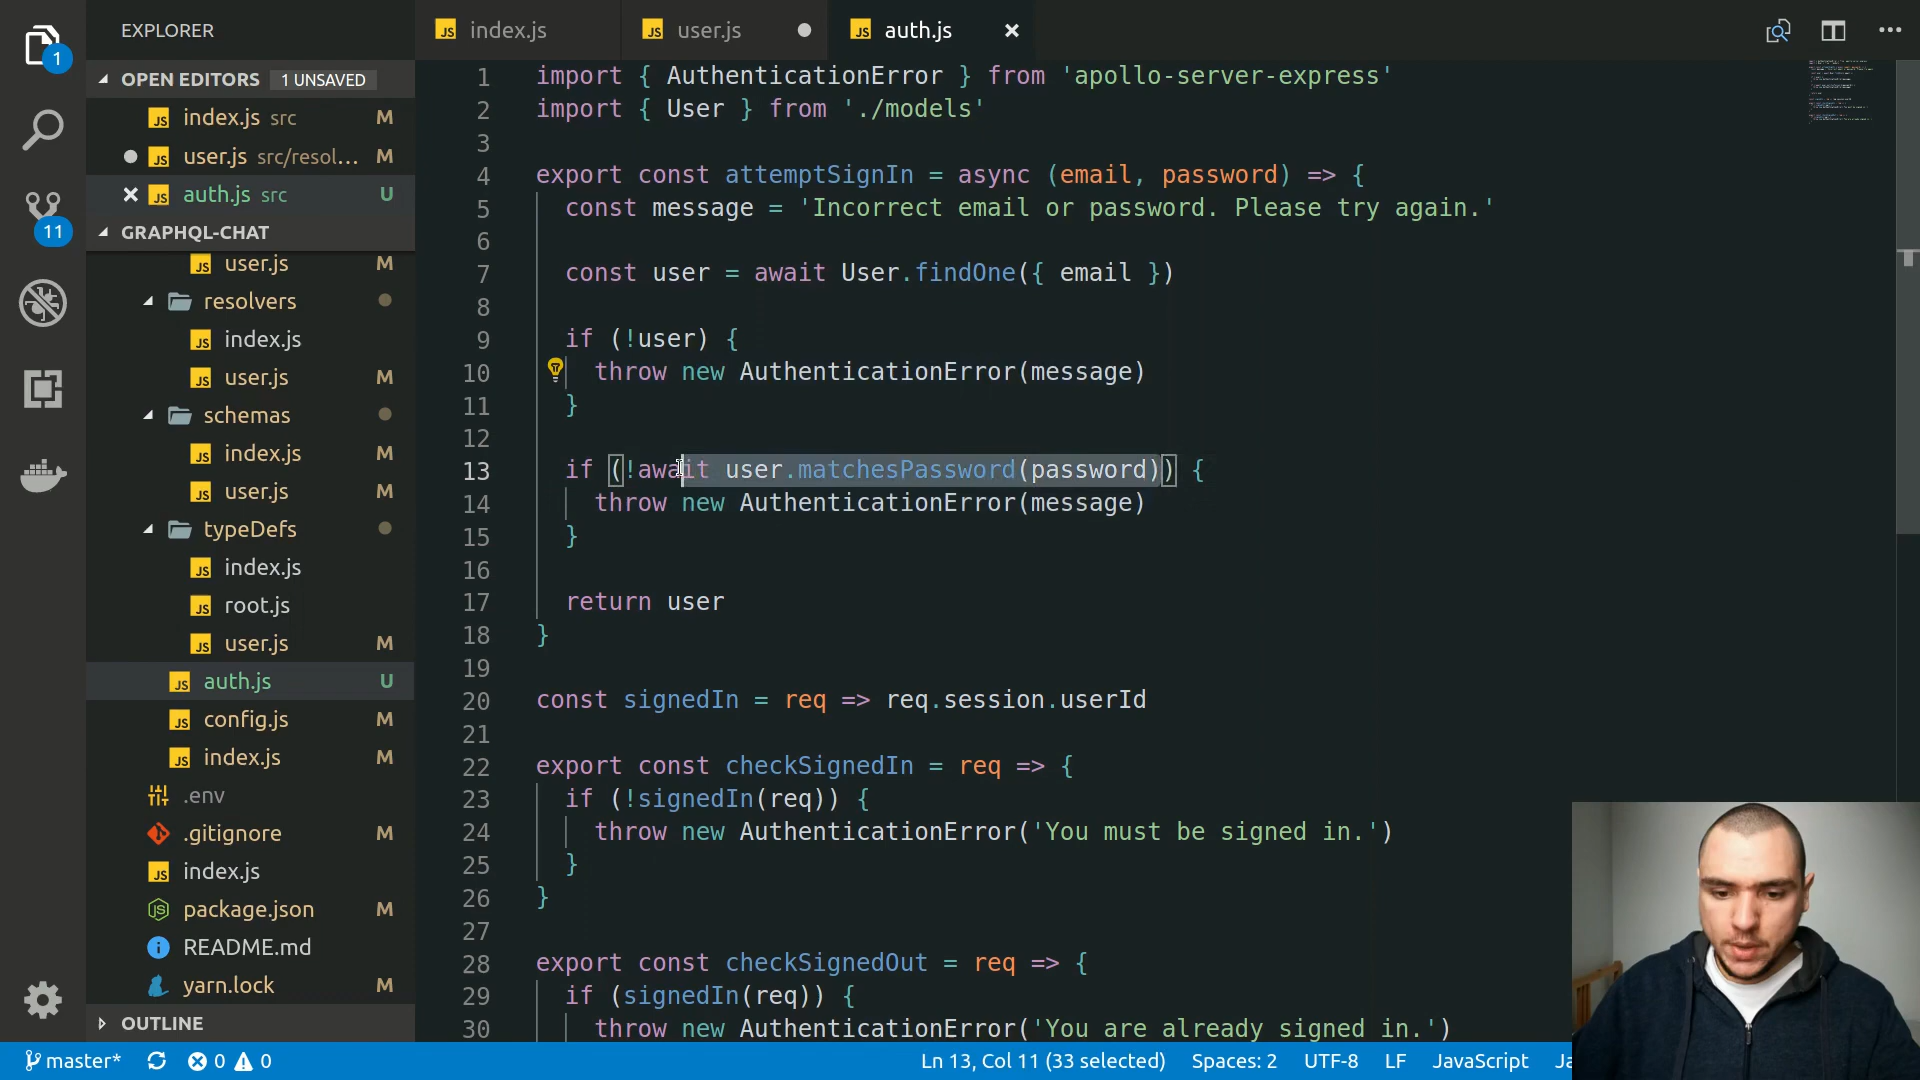 EXPLORER
index.js
user.js
auth.js
OPEN EDITORS 1 UNSAVED
index.js src M
user.js src/resol... M
auth.js src U
GRAPHQL-CHAT
user.js M
resolvers
index.js
user.js M
schemas
index.js
user.js M
typeDefs
index.js
root.js
user.js M
auth.js U
config.js M
index.js M
.env
.gitignore M
index.js
package.json M
README.md
yarn.lock M
OUTLINE
1
11
1 import { AuthenticationError } from 'apollo-server-express'
2 import { User } from './models'
3
4 export const attemptSignIn = async (email, password) => {
5 const message = 'Incorrect email or password. Please try again.'
6
7 const user = await User.findOne({ email })
8
9 if (!user) {
10 throw new AuthenticationError(message)
11 }
12
13 if (!await user.matchesPassword(password)) {
14 throw new AuthenticationError(message)
15 }
16
17 return user
18 }
19
20 const signedIn = req => req.session.userId
21
22 export const checkSignedIn = req => {
23 if (!signedIn(req)) {
24 throw new AuthenticationError('You must be signed in.')
25 }
26 }
27
28 export const checkSignedOut = req => {
29 if (signedIn(req)) {
30 throw new AuthenticationError('You are already signed in.')
master* 0 0 Ln 13, Col 11 (33 selected) Spaces: 2 UTF-8 LF JavaScript